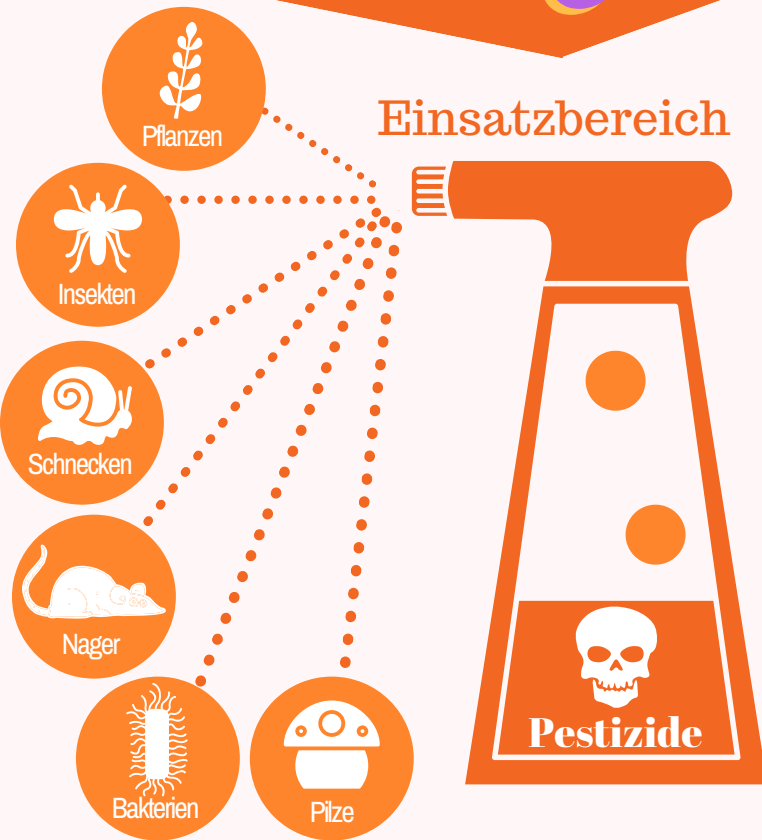 Einsatzbereich
Pflanzen
Insekten
Schnecken
Nager
Bakterien
Pilze
Pestizide